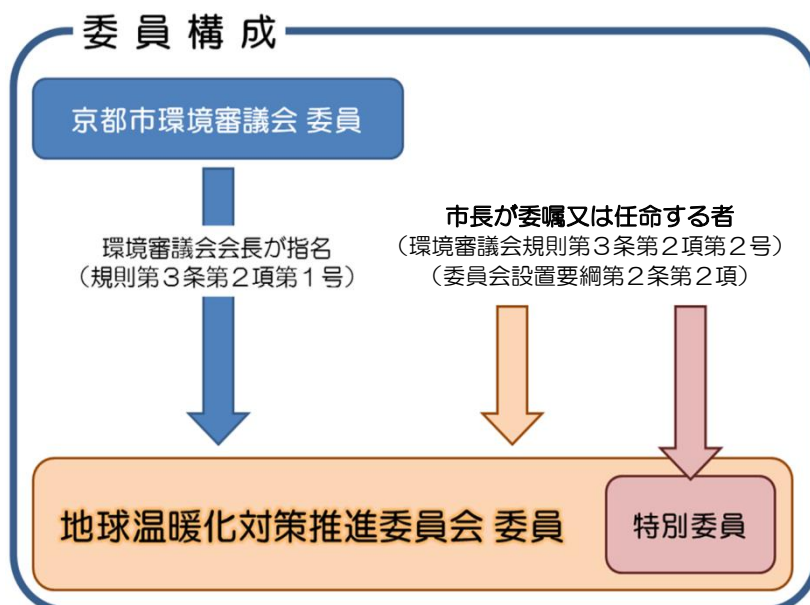 委員構成
京都市環境審議会 委員
環境審議会会長が指名
（規則第３条第２項第１号）
市長が委嘱又は任命する者
（環境審議会規則第３条第２項第２号）
（委員会設置要綱第２条第２項）
地球温暖化対策推進委員会 委員
特別委員